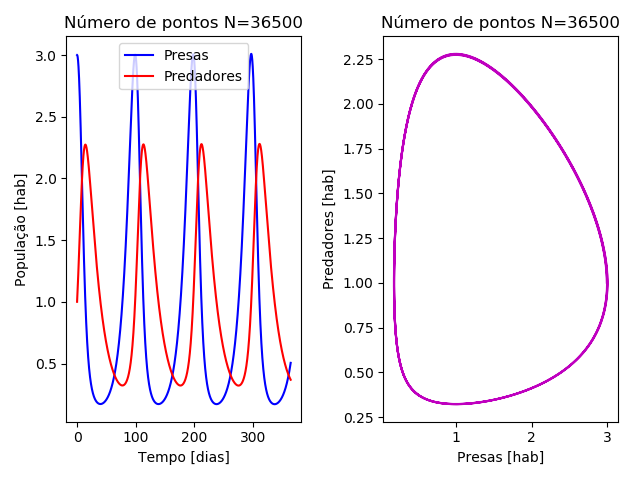 Número de pontos N=36500
Presas
Predadores
População [hab]
3.0
2.5
2.0
1.5
1.0
0.5
0
100
200
300
Tempo [dias]
Número de pontos N=36500
Predadores [hab]
2.25
2.00
1.75
1.50
1.25
1.00
0.75
0.50
0.25
1
2
3
Presas [hab]